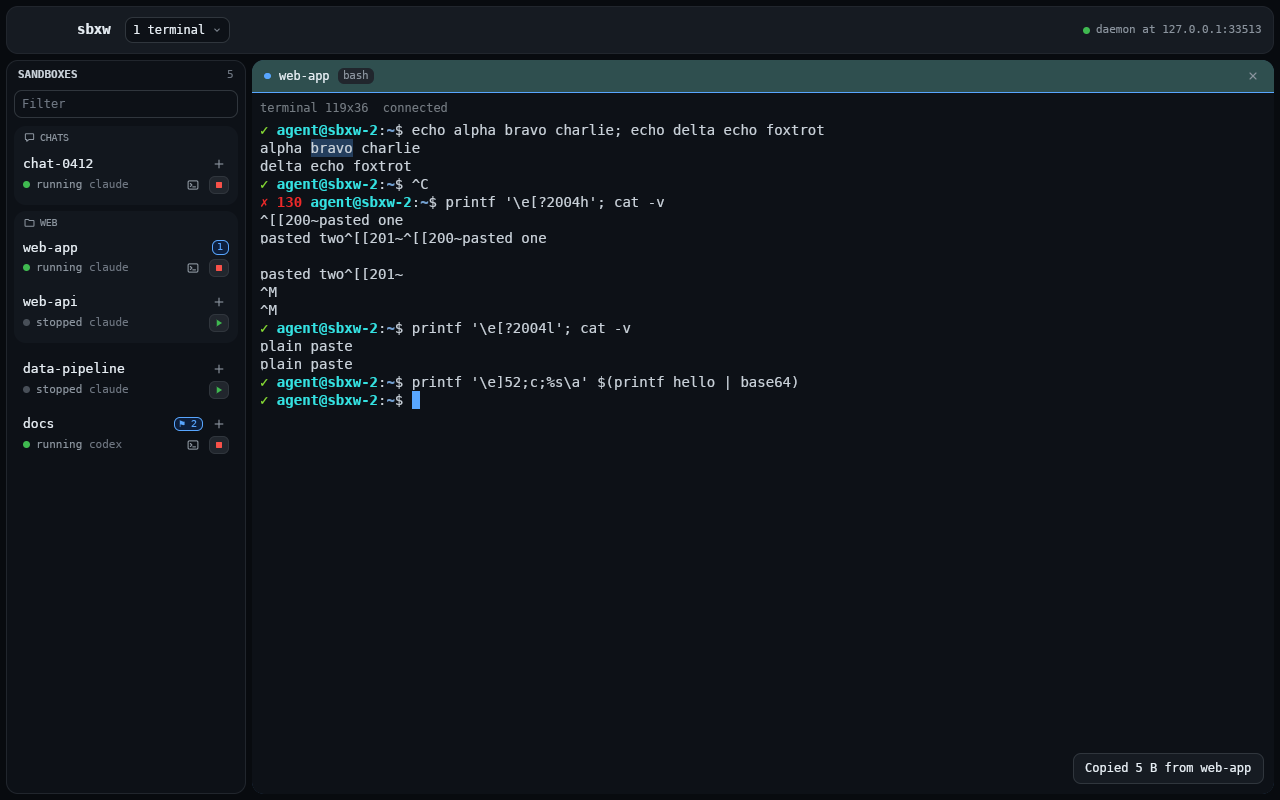 sbxw 1 terminal daemon at 127.0.0.1:33513
SANDBOXES 5
Filter
CHATS
chat-0412
running claude
WEB
web-app 1
running claude
web-api
stopped claude
data-pipeline
stopped claude
docs 2
running codex
web-app bash
terminal 119x36 connected
✓ agent@sbxw-2:~$ echo alpha bravo charlie; echo delta echo foxtrot
alpha bravo charlie
delta echo foxtrot
✓ agent@sbxw-2:~$ ^C
✗ 130 agent@sbxw-2:~$ printf '\e[?2004h'; cat -v
^[[200~pasted one
pasted two^[[201~^[[200~pasted one
pasted two^[[201~
^M
^M
✓ agent@sbxw-2:~$ printf '\e[?2004l'; cat -v
plain paste
plain paste
✓ agent@sbxw-2:~$ printf '\e]52;c;%s\a' $(printf hello | base64)
✓ agent@sbxw-2:~$
Copied 5 B from web-app